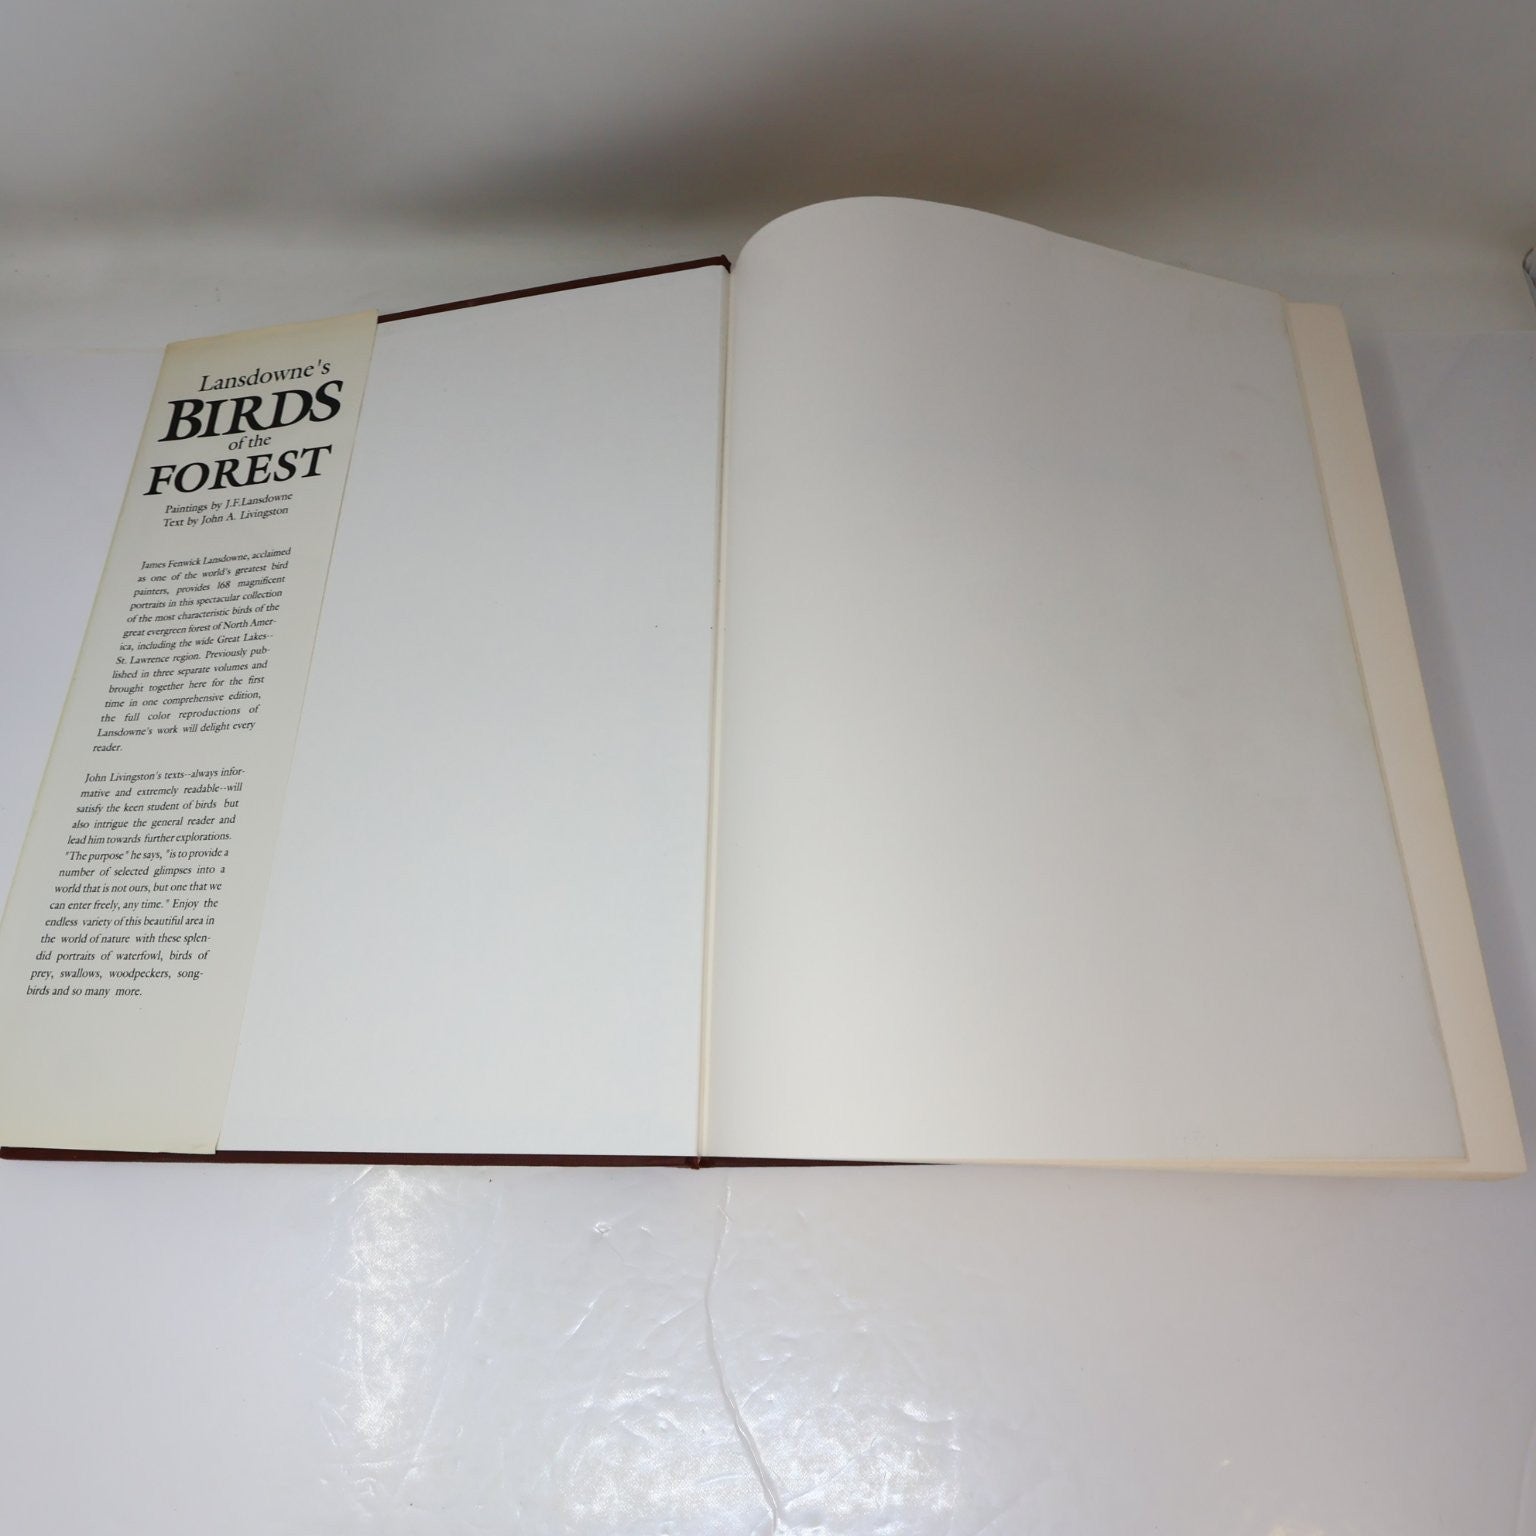 Lansdowne's
BIRDS
of the
FOREST
Paintings by J.F.Lansdowne
Text by John A. Livingston
James Fenwick Lansdowne, acclaimed
as one of the world's greatest bird
painters, provides 168 magnificent
portraits in this spectacular collection
of the most characteristic birds of the
great evergreen forest of North Amer-
ica, including the wide Great Lakes--
St. Lawrence region. Previously pub-
lished in three separate volumes and
brought together here for the first
time in one comprehensive edition,
the full color reproductions of
Lansdowne's work will delight every
reader.
John Livingston's texts--always infor-
mative and extremely readable--will
satisfy the keen student of birds but
also intrigue the general reader and
lead him towards further explorations.
"The purpose" he says, "is to provide a
number of selected glimpses into a
world that is not ours, but one that we
can enter freely, any time." Enjoy the
endless variety of this beautiful area in
the world of nature with these splen-
did portraits of waterfowl, birds of
prey, swallows, woodpeckers, song-
birds and so many more.